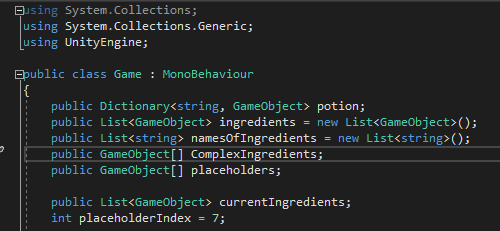 using System.Collections;
using System.Collections.Generic;
using UnityEngine;
public class Game : MonoBehaviour
{
public Dictionary<string, GameObject> potion;
public List<GameObject> ingredients = new List<GameObject>();
public List<string> namesOfIngredients = new List<string>();
public GameObject[] ComplexIngredients;
public GameObject[] placeholders;
public List<GameObject> currentIngredients;
int placeholderIndex = 7;